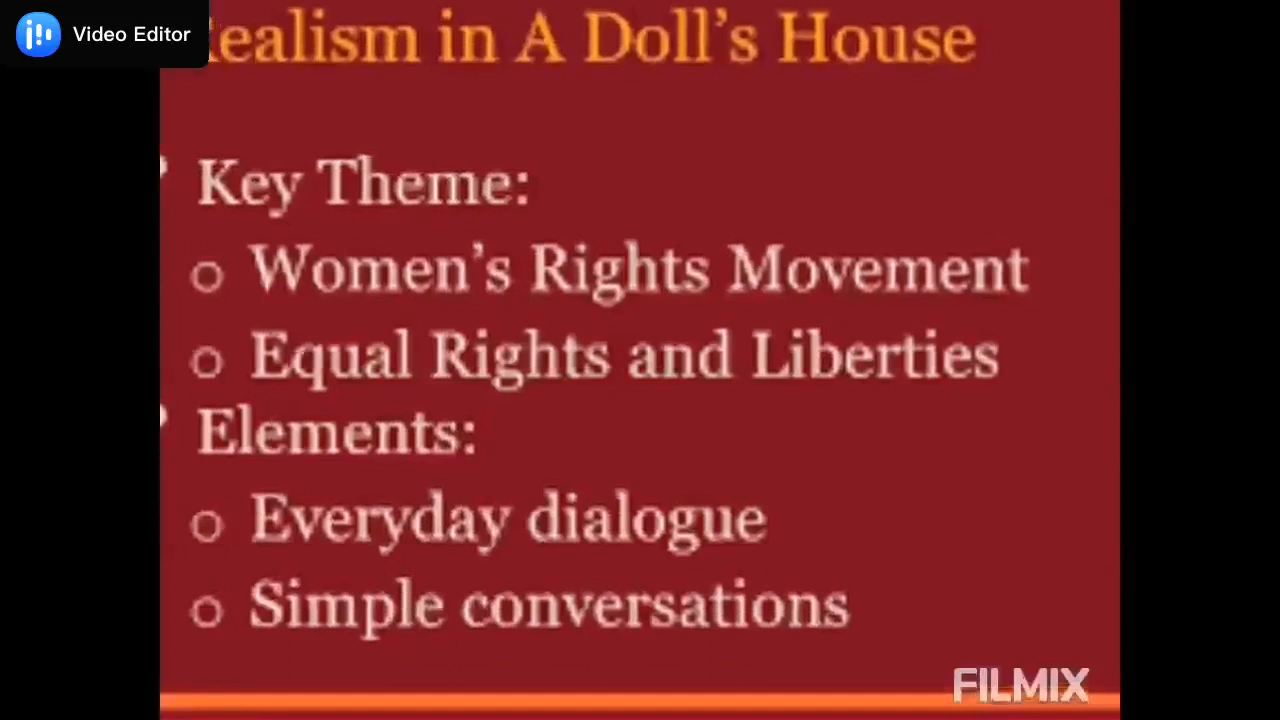 Video Editor
ealism in A Doll's House
Key Theme:
o Women's Rights Movement
o Equal Rights and Liberties
Elements:
o Everyday dialogue
o Simple conversations
FILMIX